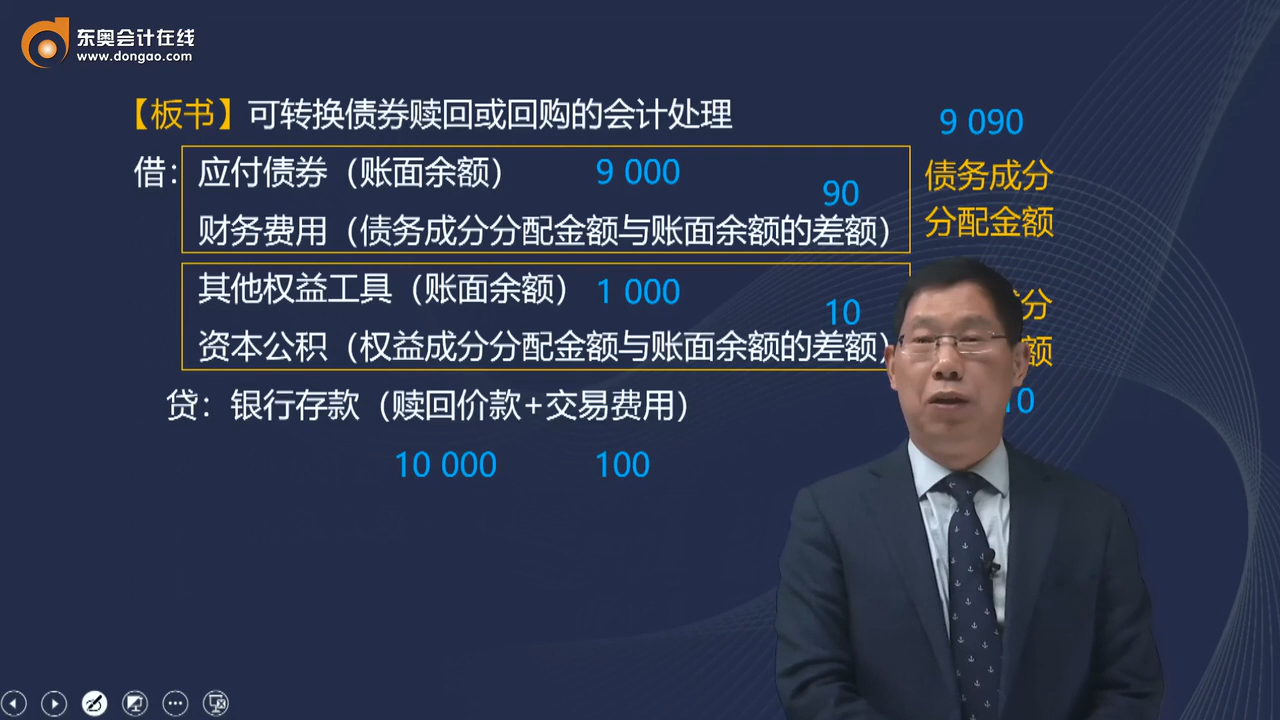 东奥会计在线
www.dongao.com
【板书】可转换债券赎回或回购的会计处理
9 090
借：应付债券（账面余额） 9 000
90
债务成分
分配金额
财务费用（债务成分分配金额与账面余额的差额）
其他权益工具（账面余额） 1 000
10
分
资本公积（权益成分分配金额与账面余额的差额）
额
贷：银行存款（赎回价款+交易费用）
10
10 000 100